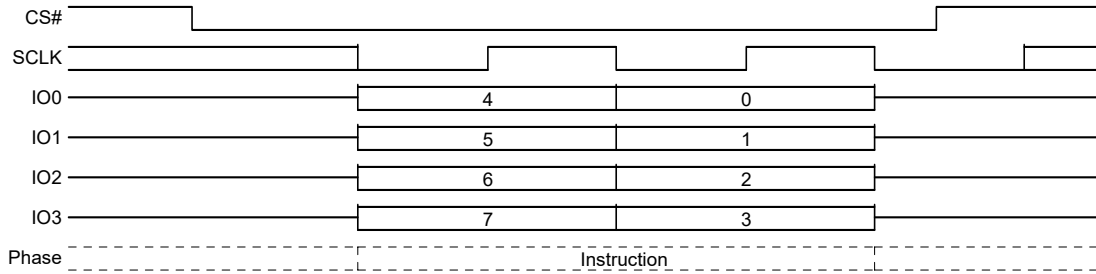 CS#
SCLK
IO0 4 0
IO1 5 1
IO2 6 2
IO3 7 3
Phase Instruction